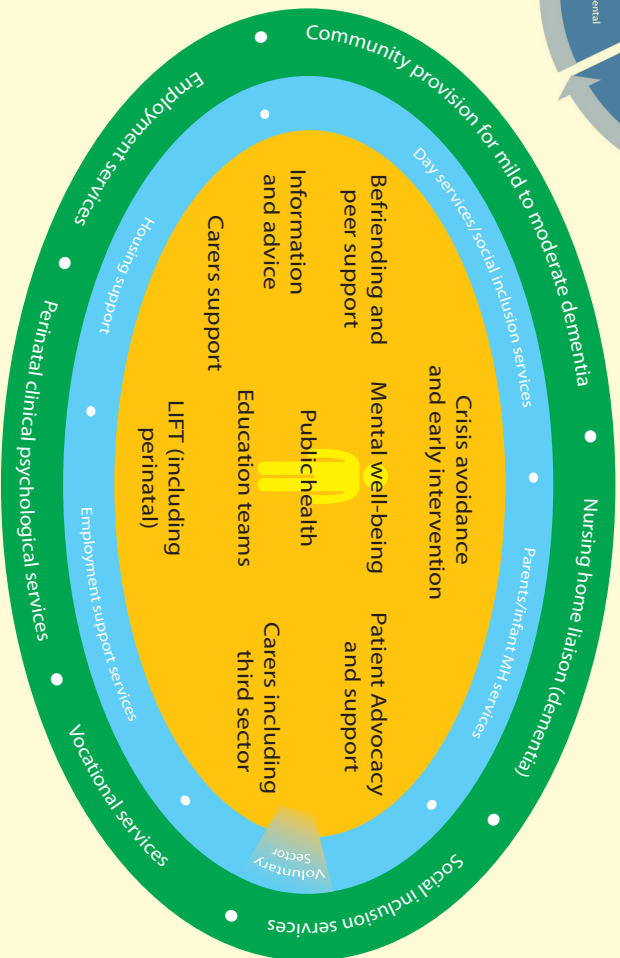 ental
Community provision for mild to moderate dementia
Nursing home liaison (dementia)
Social inclusion services
Vocational services
Perinatal clinical psychological services
Employment services
Day services/social inclusion services
Parents/infant MH services
Voluntary
Sector
Employment support services
Housing support
Crisis avoidance
and early intervention
Befriending and
peer support
Mental well-being
Patient Advocacy
and support
Information
and advice
Public health
Carers support
Education teams
Carers including
third sector
LIFT (including
perinatal)